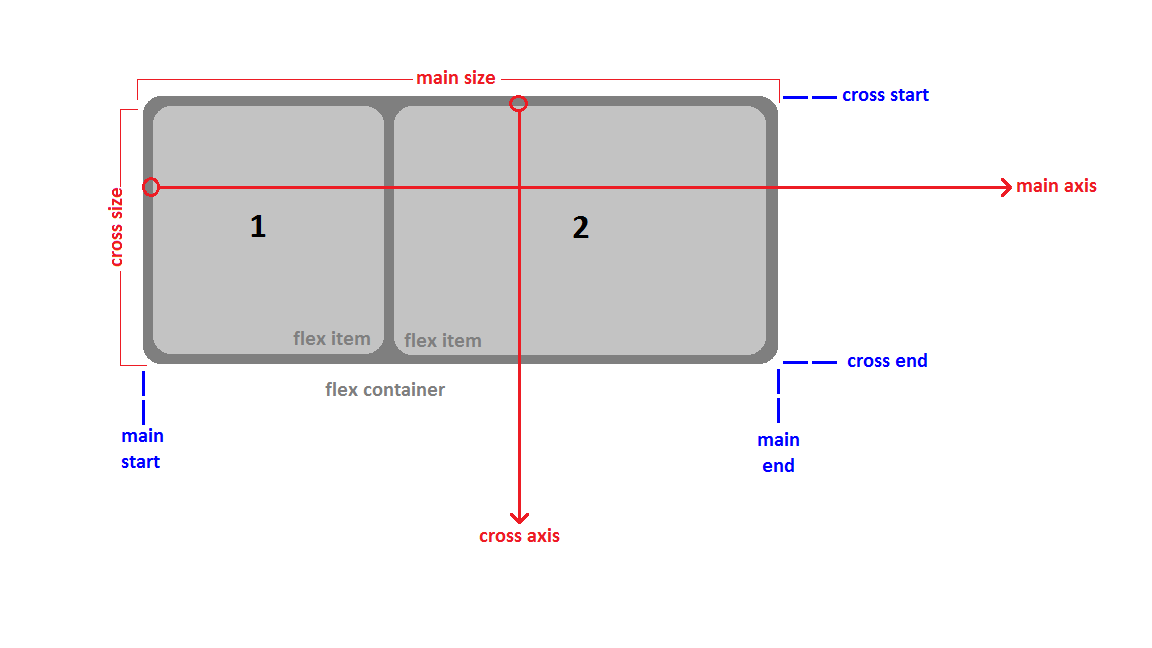 main size
cross start
cross size
main axis
1
2
flex item
flex item
cross end
flex container
main
start
main
end
cross axis